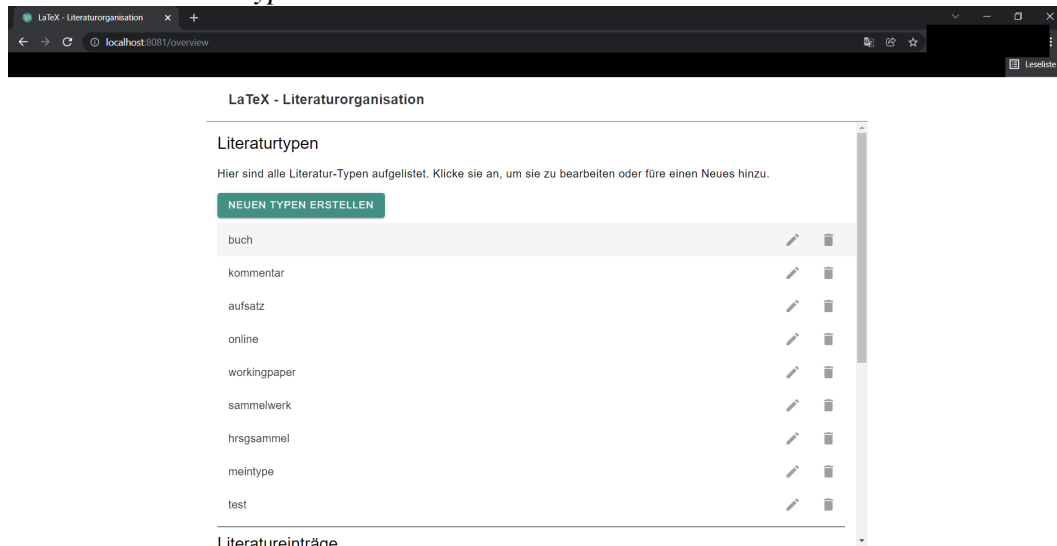 LaTeX - Literaturorganisation
localhost:8081/overview
Leseliste
LaTeX - Literaturorganisation
Literaturtypen
Hier sind alle Literatur-Typen aufgelistet. Klicke sie an, um sie zu bearbeiten oder füre einen Neues hinzu.
NEUEN TYPEN ERSTELLEN
buch
kommentar
aufsatz
online
workingpaper
sammelwerk
hrsgsammel
meintype
test
Literatureinträge